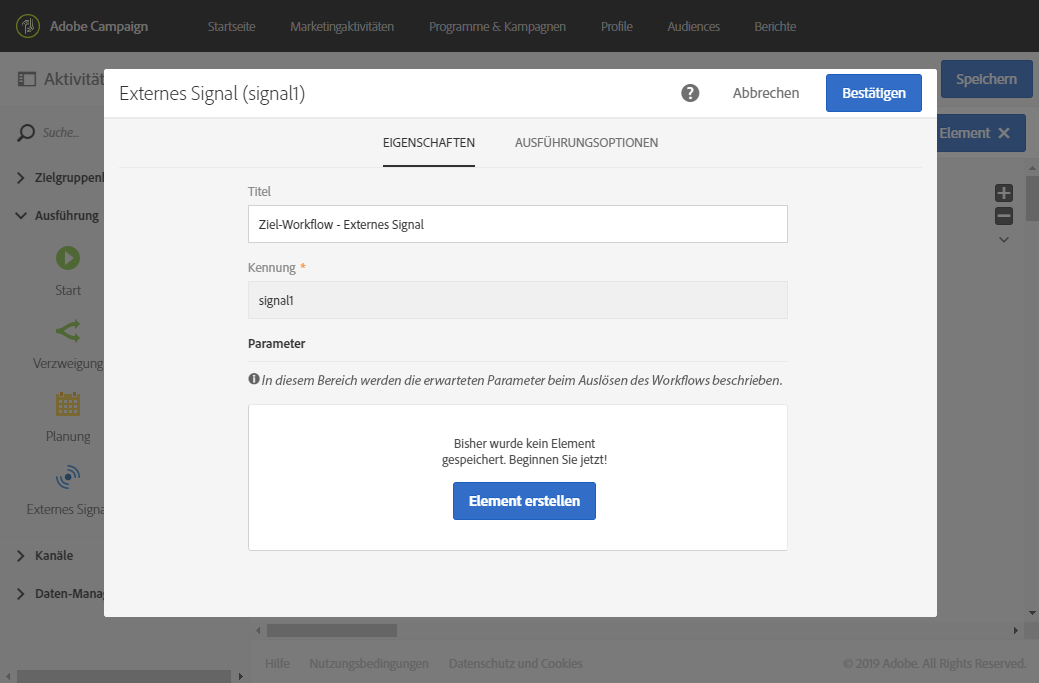 Adobe Campaign
Startseite
Marketingaktivitäten
Programme & Kampagnen
Profile
Audiences
Berichte
Aktivität
Speichern
Externes Signal (signal1)
Abbrechen
Bestätigen
Suche...
Element
EIGENSCHAFTEN
AUSFÜHRUNGSOPTIONEN
Zielgruppenl
Ausführung
Start
Verzweigung
Planung
Externes Signa
Kanäle
Daten-Mana
Titel
Ziel-Workflow - Externes Signal
Kennung *
signal1
Parameter
In diesem Bereich werden die erwarteten Parameter beim Auslösen des Workflows beschrieben.
Bisher wurde kein Element
gespeichert. Beginnen Sie jetzt!
Element erstellen
Hilfe
Nutzungsbedingungen
Datenschutz und Cookies
© 2019 Adobe. All Rights Reserved.